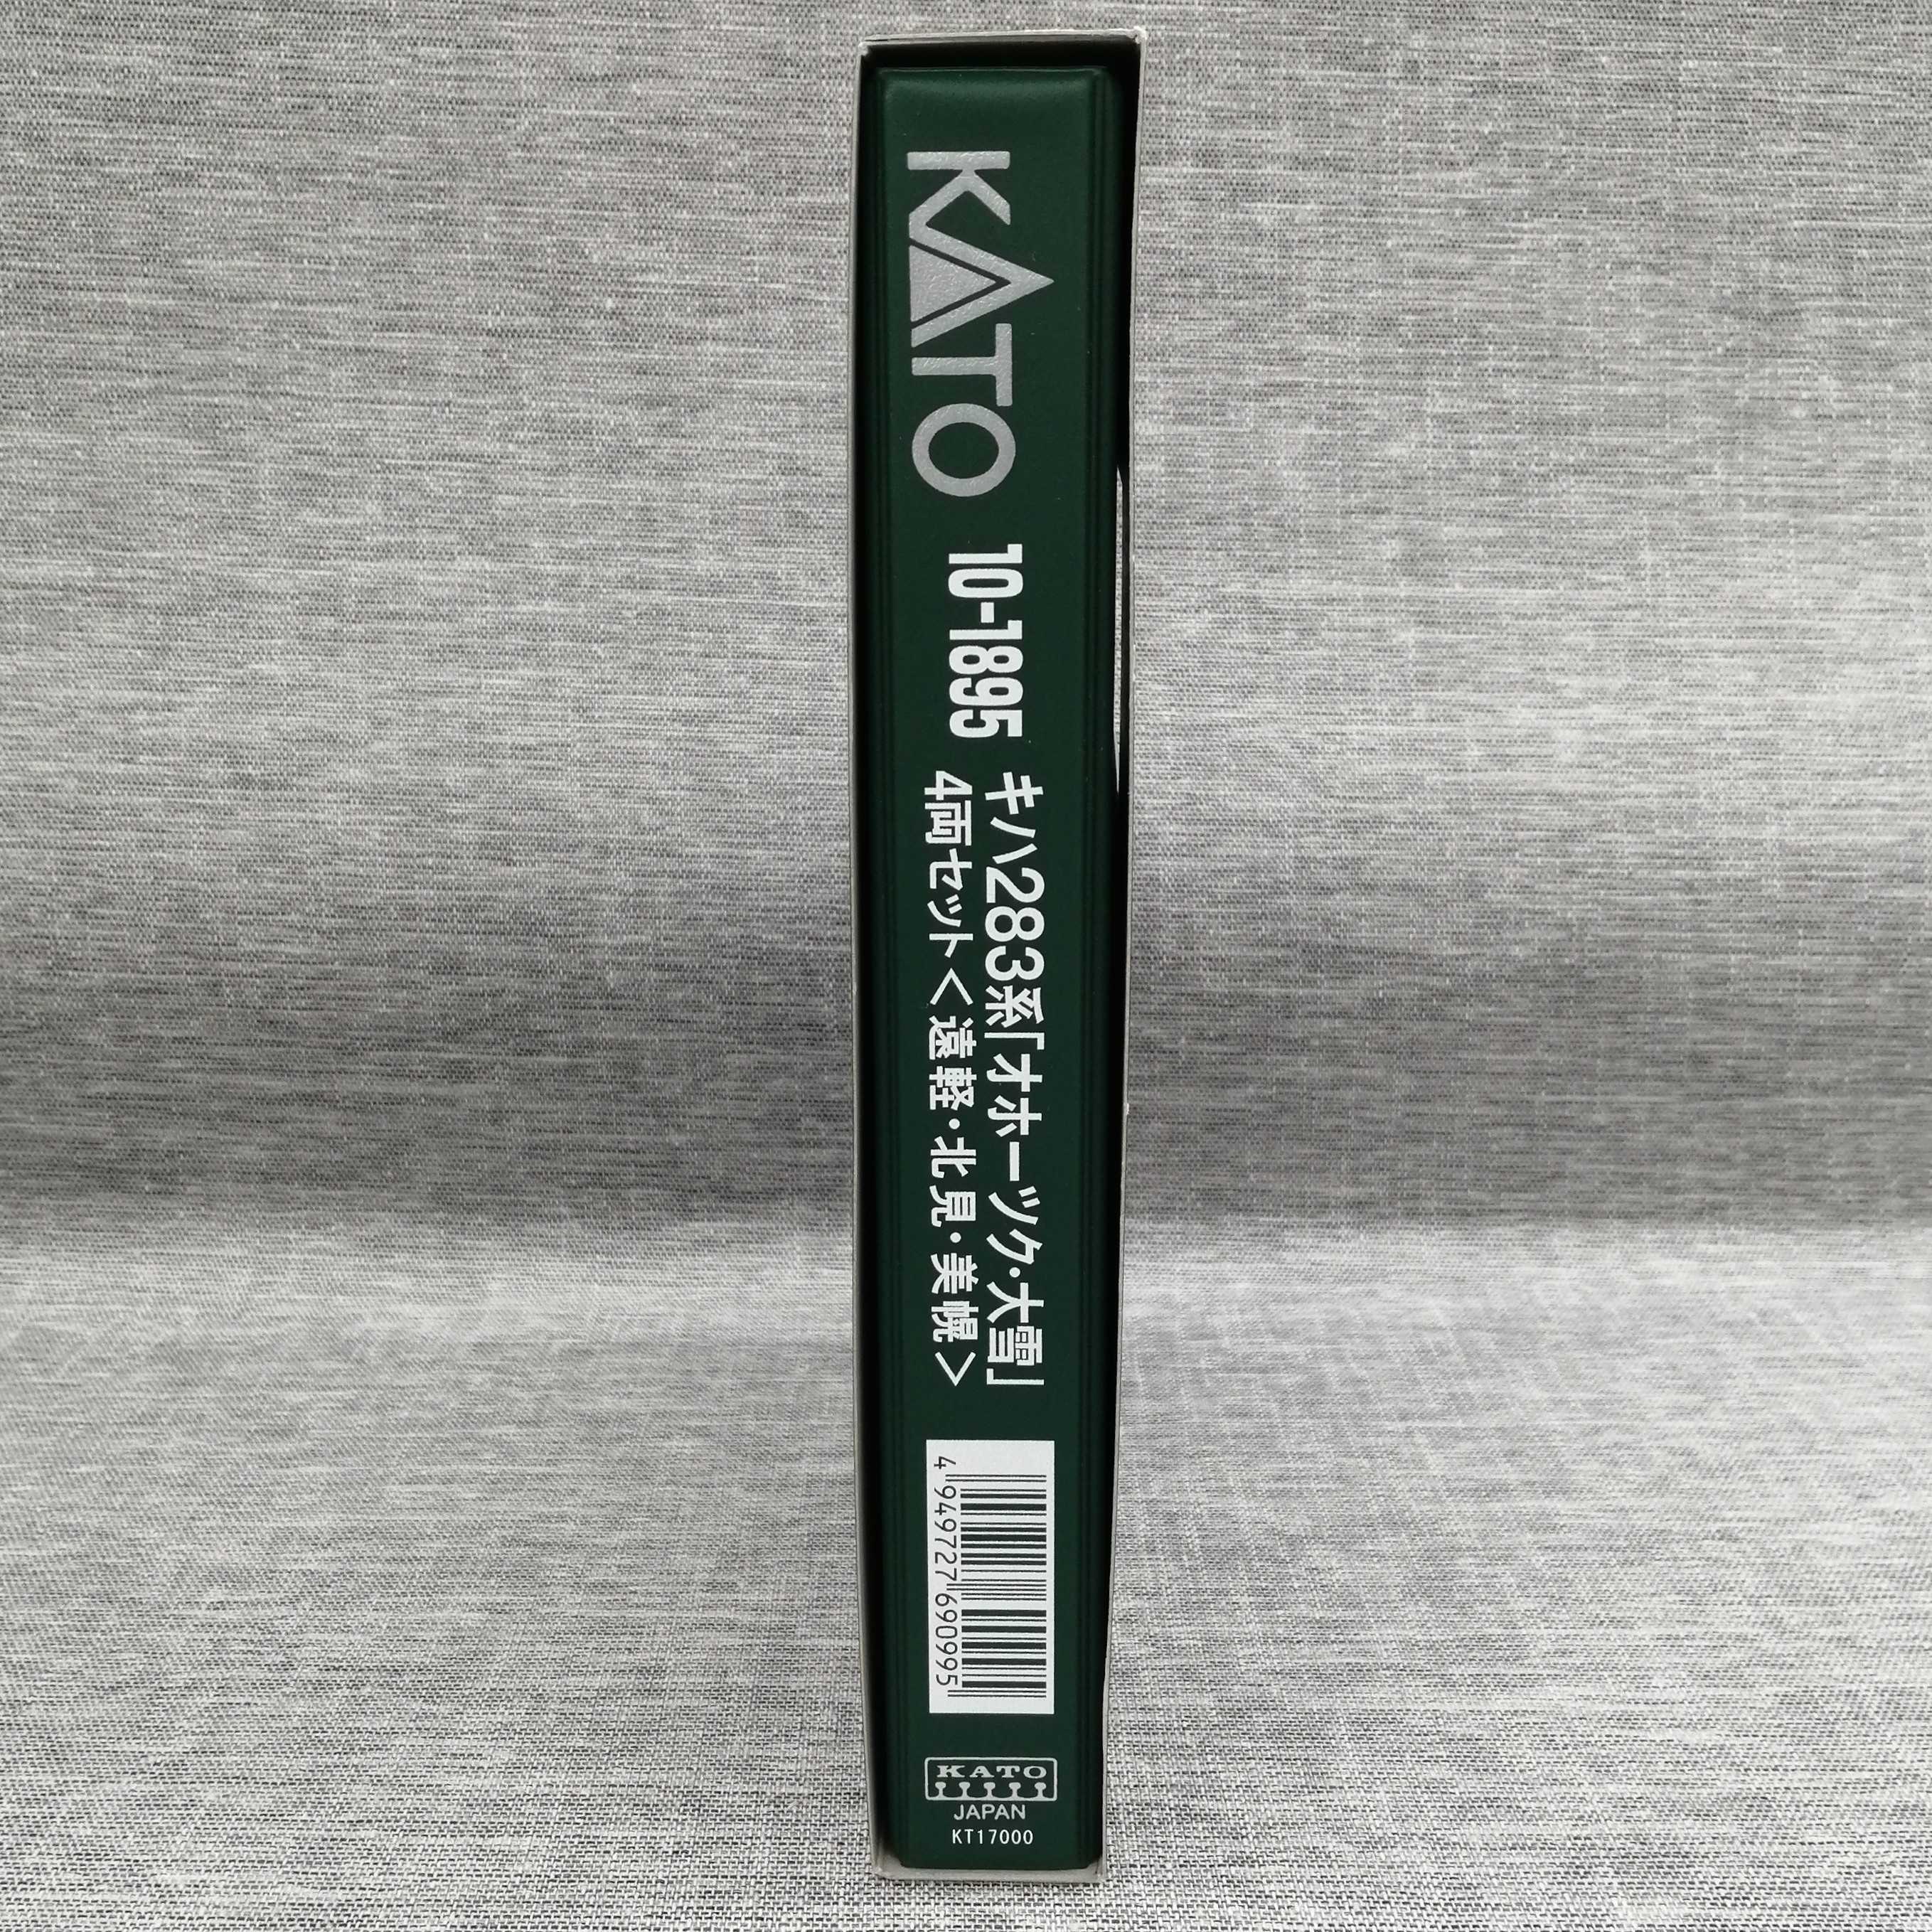 KATO
10-1895
キハ283系「オホーツク・大雪」
4両セット<遠軽・北見・美幌>
4 949727 690995
KATO
JAPAN
KT17000